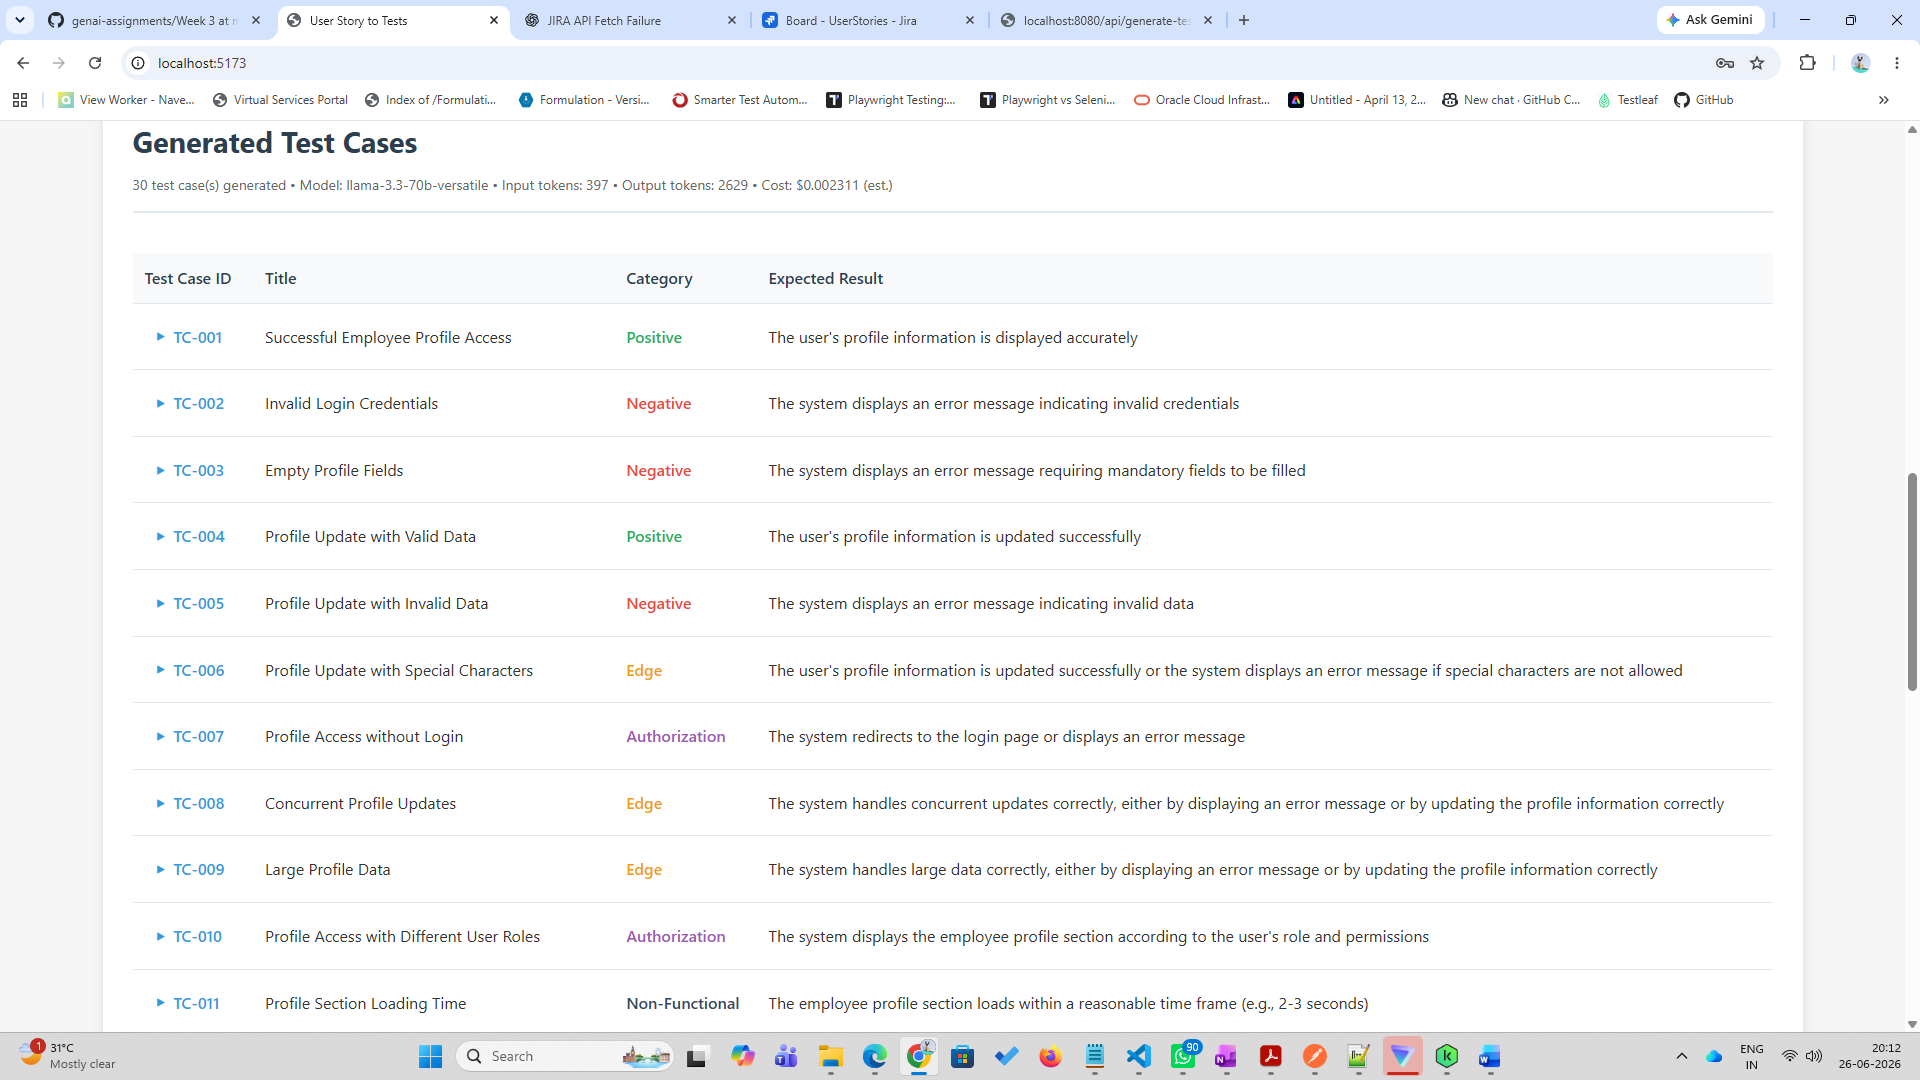 genai-assignments/Week 3 at m
User Story to Tests
JIRA API Fetch Failure
Board - UserStories - Jira
localhost:8080/api/generate-te
Ask Gemini
localhost:5173
View Worker - Nave...
Virtual Services Portal
Index of /Formulati...
Formulation - Versi...
Smarter Test Autom...
Playwright Testing:...
Playwright vs Seleni...
Oracle Cloud Infrast...
Untitled - April 13, 2...
New chat · GitHub C...
Testleaf
GitHub
Generated Test Cases
30 test case(s) generated • Model: llama-3.3-70b-versatile • Input tokens: 397 • Output tokens: 2629 • Cost: $0.002311 (est.)
Test Case ID Title Category Expected Result
TC-001 Successful Employee Profile Access Positive The user's profile information is displayed accurately
TC-002 Invalid Login Credentials Negative The system displays an error message indicating invalid credentials
TC-003 Empty Profile Fields Negative The system displays an error message requiring mandatory fields to be filled
TC-004 Profile Update with Valid Data Positive The user's profile information is updated successfully
TC-005 Profile Update with Invalid Data Negative The system displays an error message indicating invalid data
TC-006 Profile Update with Special Characters Edge The user's profile information is updated successfully or the system displays an error message if special characters are not allowed
TC-007 Profile Access without Login Authorization The system redirects to the login page or displays an error message
TC-008 Concurrent Profile Updates Edge The system handles concurrent updates correctly, either by displaying an error message or by updating the profile information correctly
TC-009 Large Profile Data Edge The system handles large data correctly, either by displaying an error message or by updating the profile information correctly
TC-010 Profile Access with Different User Roles Authorization The system displays the employee profile section according to the user's role and permissions
TC-011 Profile Section Loading Time Non-Functional The employee profile section loads within a reasonable time frame (e.g., 2-3 seconds)
1
31°C
Mostly clear
Search
90
ENG
IN
20:12
26-06-2026